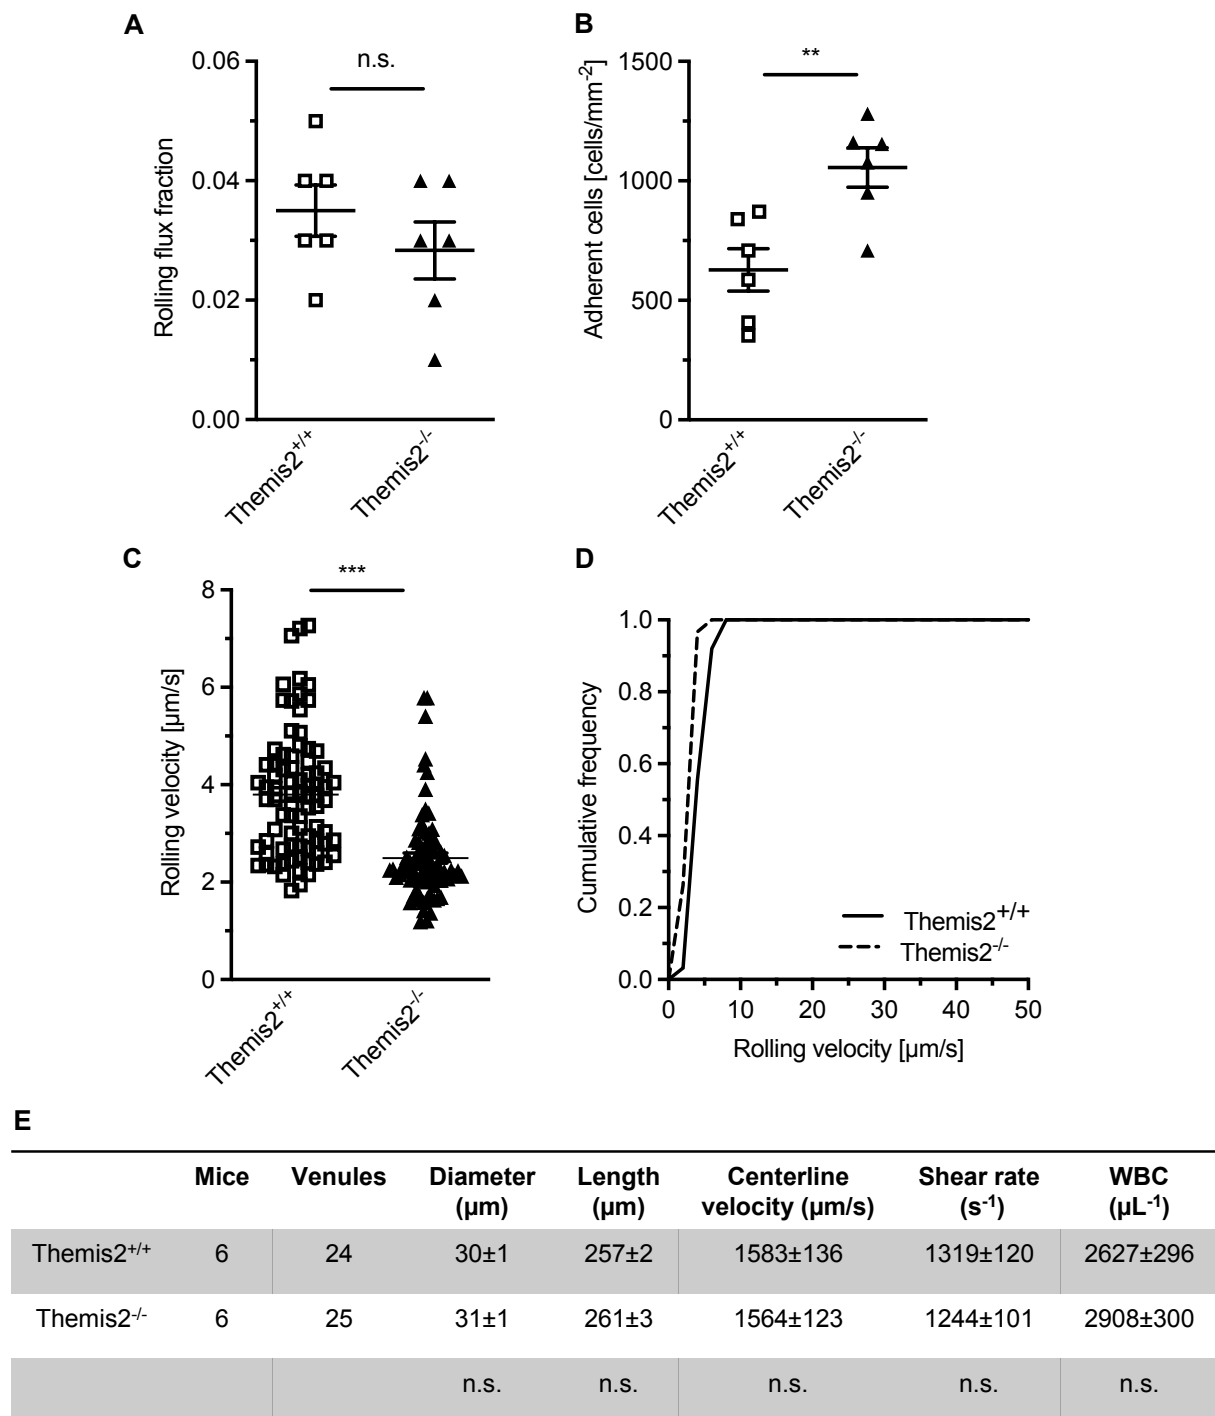 A
Rolling flux fraction
0.06
0.04
0.02
0.00
n.s.
Themis2+/+
Themis2-/-
B
Adherent cells [cells/mm-2]
1500
1000
500
0
**
Themis2+/+
Themis2-/-
C
Rolling velocity [µm/s]
8
6
4
2
0
***
Themis2+/+
Themis2-/-
D
Cumulative frequency
1.0
0.8
0.6
0.4
0.2
0.0
0 10 20 30 40 50
Rolling velocity [µm/s]
Themis2+/+
Themis2-/-
E
Mice Venules Diameter Length Centerline Shear rate WBC
(µm) (µm) velocity (µm/s) (s-1) (µL-1)
Themis2+/+ 6 24 30±1 257±2 1583±136 1319±120 2627±296
Themis2-/- 6 25 31±1 261±3 1564±123 1244±101 2908±300
n.s. n.s. n.s. n.s. n.s.